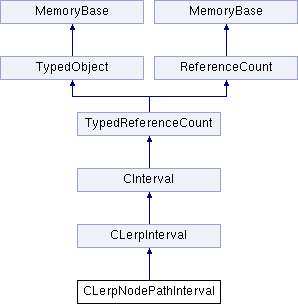 MemoryBase MemoryBase
TypedObject ReferenceCount
TypedReferenceCount
CInterval
CLerpInterval
CLerpNodePathInterval